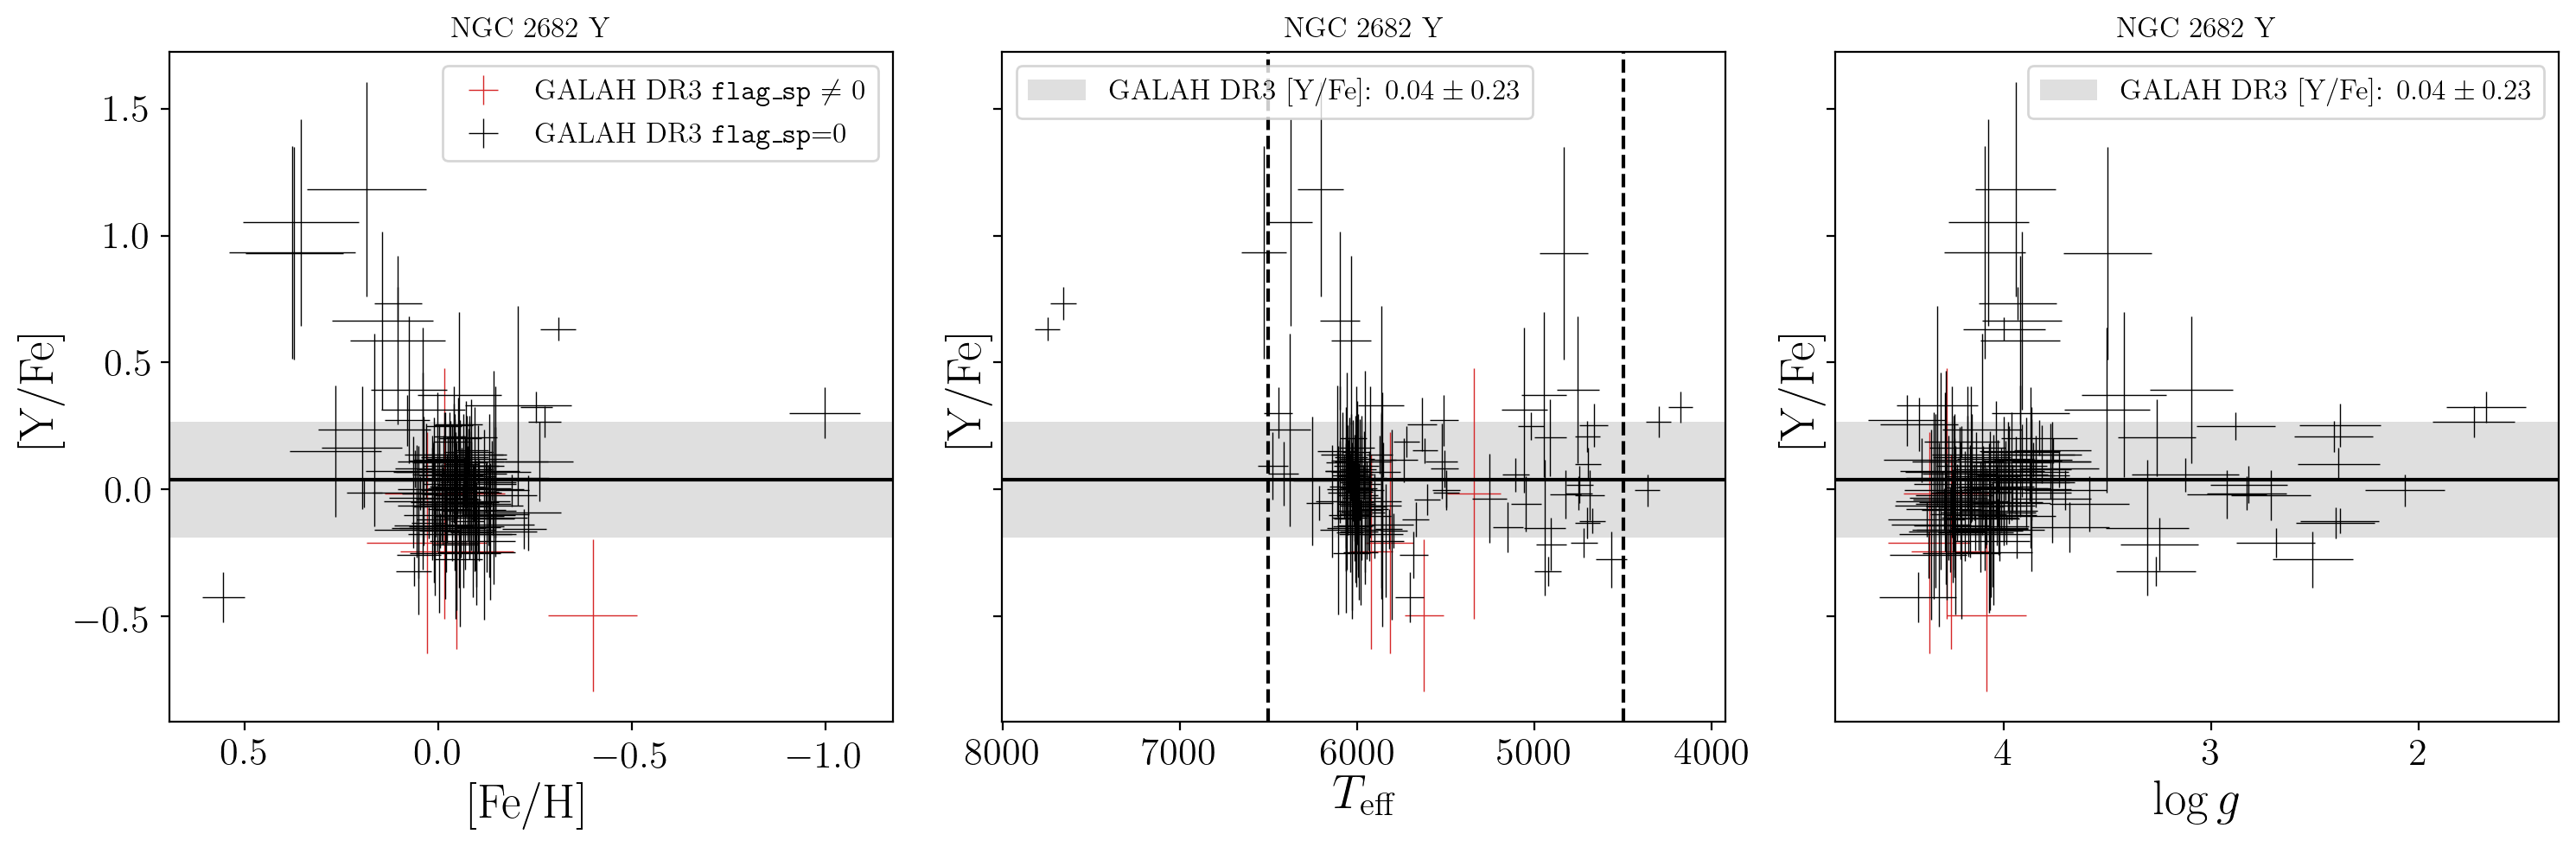 NGC 2682 Y
GALAH DR3 flag_sp ≠ 0
GALAH DR3 flag_sp=0
1.5
1.0
0.5
0.0
−0.5
[Y/Fe]
0.5
0.0
−0.5
−1.0
[Fe/H]
NGC 2682 Y
GALAH DR3 [Y/Fe]: 0.04 ± 0.23
[Y/Fe]
8000
7000
6000
5000
4000
T_eff
NGC 2682 Y
GALAH DR3 [Y/Fe]: 0.04 ± 0.23
[Y/Fe]
4
3
2
log g